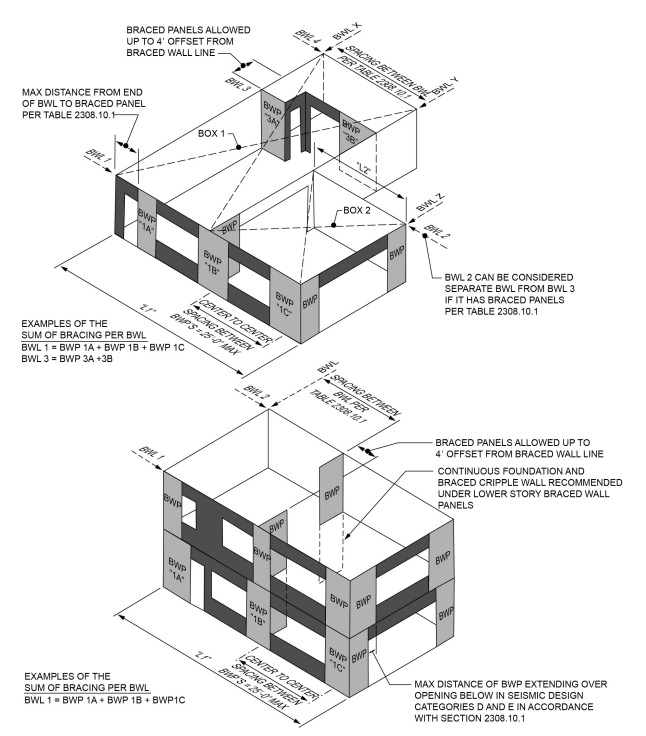 BRACED PANELS ALLOWED
UP TO 4' OFFSET FROM
BRACED WALL LINE
BWL 4
BWL X
SPACING BETWEEN BWL
PER TABLE 2308.10.1
BWL Y
BWL 3
MAX DISTANCE FROM END
OF BWL TO BRACED PANEL
PER TABLE 2308.10.1
BOX 1
BWP
"3A"
BWP
"3B"
BWL 1
"L2"
BWL Z
BWL 2
BOX 2
BWP
"1A"
BWP
BWP
"1B"
BWP
"1C"
BWP
BWP
BWL 2 CAN BE CONSIDERED
SEPARATE BWL FROM BWL 3
IF IT HAS BRACED PANELS
PER TABLE 2308.10.1
"L1"
CENTER TO CENTER
SPACING BETWEEN
BWP'S = 25'-0" MAX
EXAMPLES OF THE
SUM OF BRACING PER BWL
BWL 1 = BWP 1A + BWP 1B + BWP 1C
BWL 3 = BWP 3A +3B
BWL 2
BWL
SPACING BETWEEN
BWL PER
TABLE 2308.10.1
BWL 1
BRACED PANELS ALLOWED UP TO
4' OFFSET FROM BRACED WALL LINE
CONTINUOUS FOUNDATION AND
BRACED CRIPPLE WALL RECOMMENDED
UNDER LOWER STORY BRACED WALL
PANELS
BWP
BWP
BWP
BWP
BWP
BWP
BWP
BWP
"1A"
BWP
"1B"
BWP
"1C"
BWP
BWP
"L1"
CENTER TO CENTER
SPACING BETWEEN
BWP'S = 25'-0" MAX
MAX DISTANCE OF BWP EXTENDING OVER
OPENING BELOW IN SEISMIC DESIGN
CATEGORIES D AND E IN ACCORDANCE
WITH SECTION 2308.10.1
EXAMPLES OF THE
SUM OF BRACING PER BWL
BWL 1 = BWP 1A + BWP 1B + BWP1C